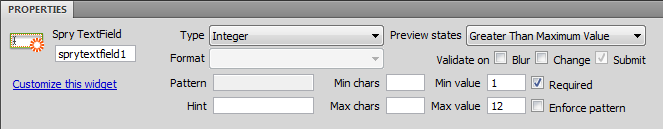 PROPERTIES
Spry TextField Type Integer Preview states Greater Than Maximum Value
sprytextfield1 Format Validate on Blur Change Submit
Customize this widget Pattern Min chars Min value 1 Required
Hint Max chars Max value 12 Enforce pattern